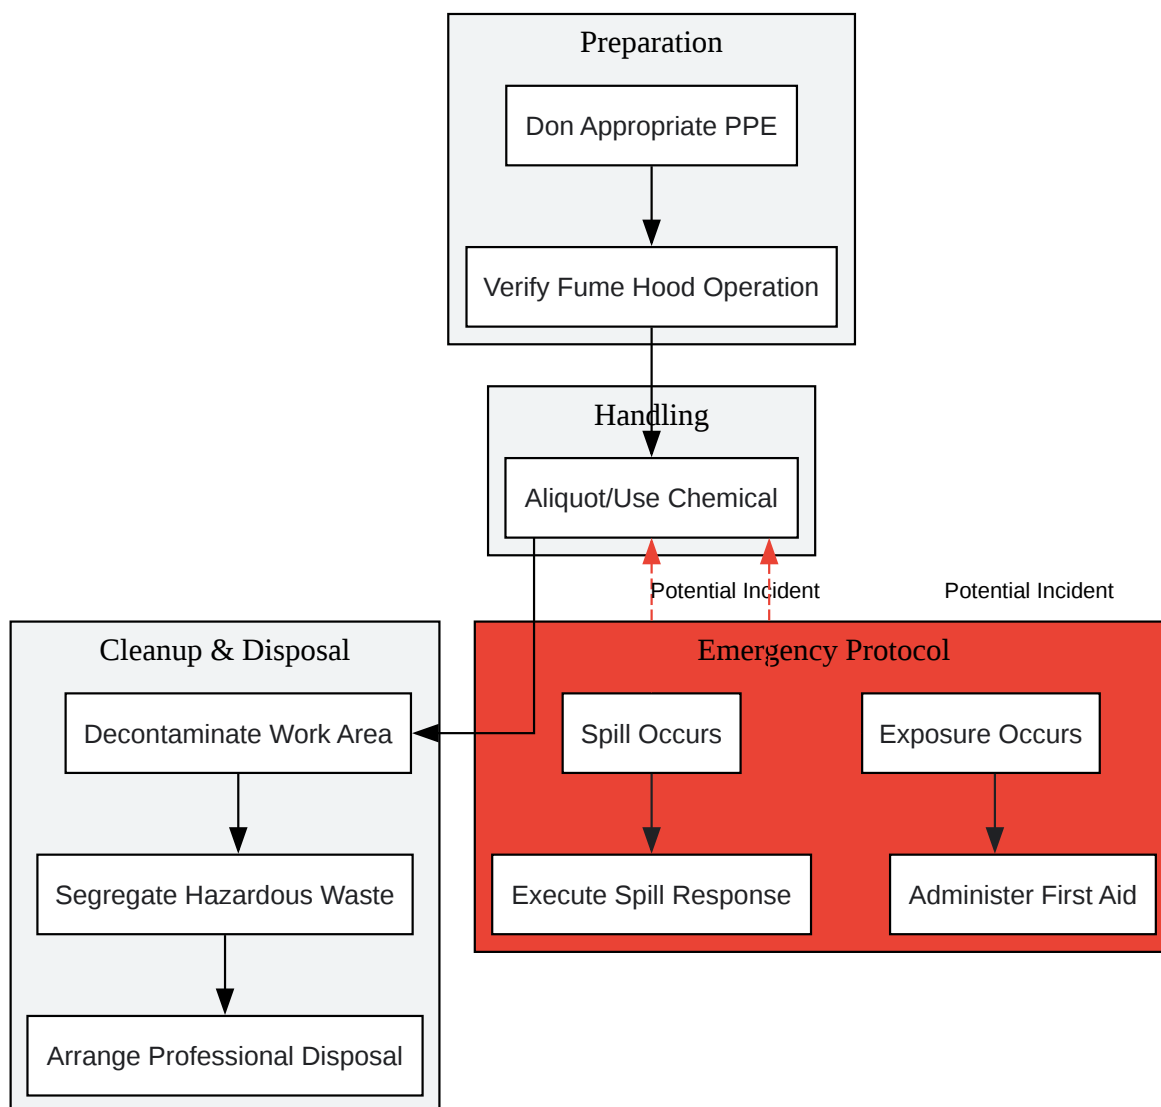 Preparation
Don Appropriate PPE
Verify Fume Hood Operation
Handling
Aliquot/Use Chemical
Potential Incident
Potential Incident
Cleanup & Disposal
Decontaminate Work Area
Segregate Hazardous Waste
Arrange Professional Disposal
Emergency Protocol
Spill Occurs
Exposure Occurs
Execute Spill Response
Administer First Aid